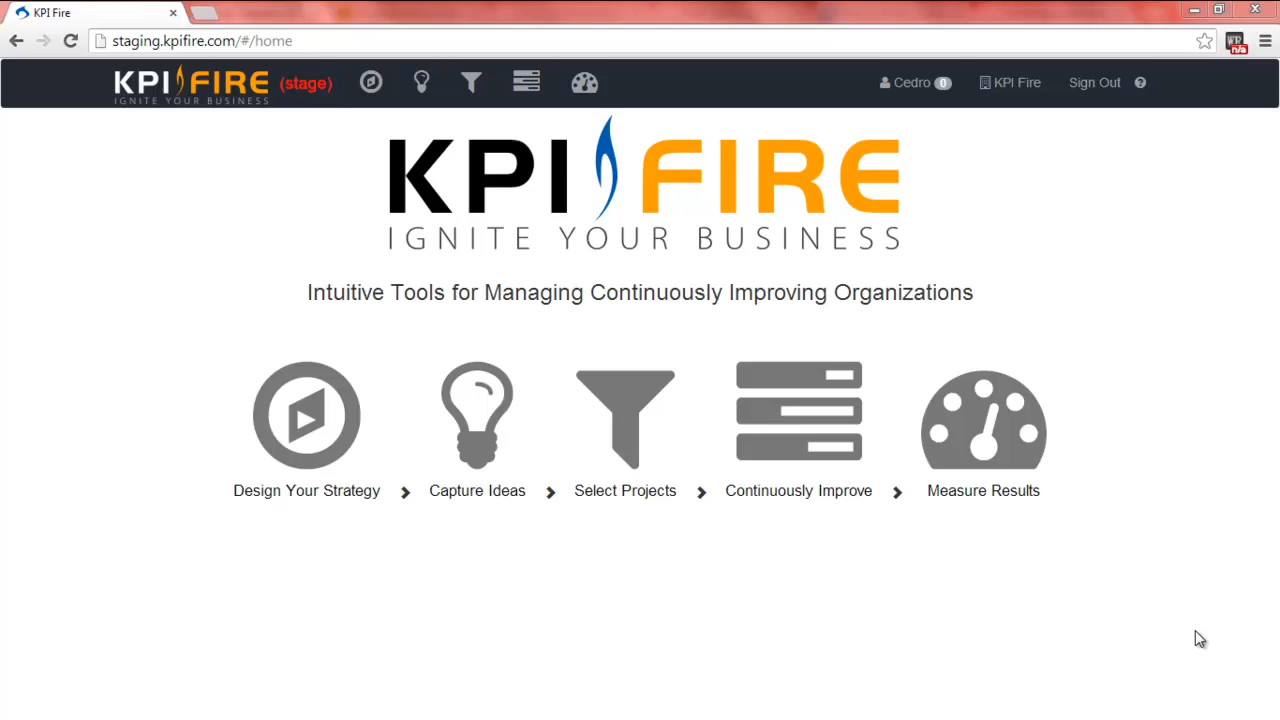 KPI Fire
staging.kpifire.com/#/home
WR
n/a
KPI FIRE (stage)
IGNITE YOUR BUSINESS
Cedro 0 KPI Fire Sign Out ?
KPI FIRE
IGNITE YOUR BUSINESS
Intuitive Tools for Managing Continuously Improving Organizations
Design Your Strategy Capture Ideas Select Projects Continuously Improve Measure Results